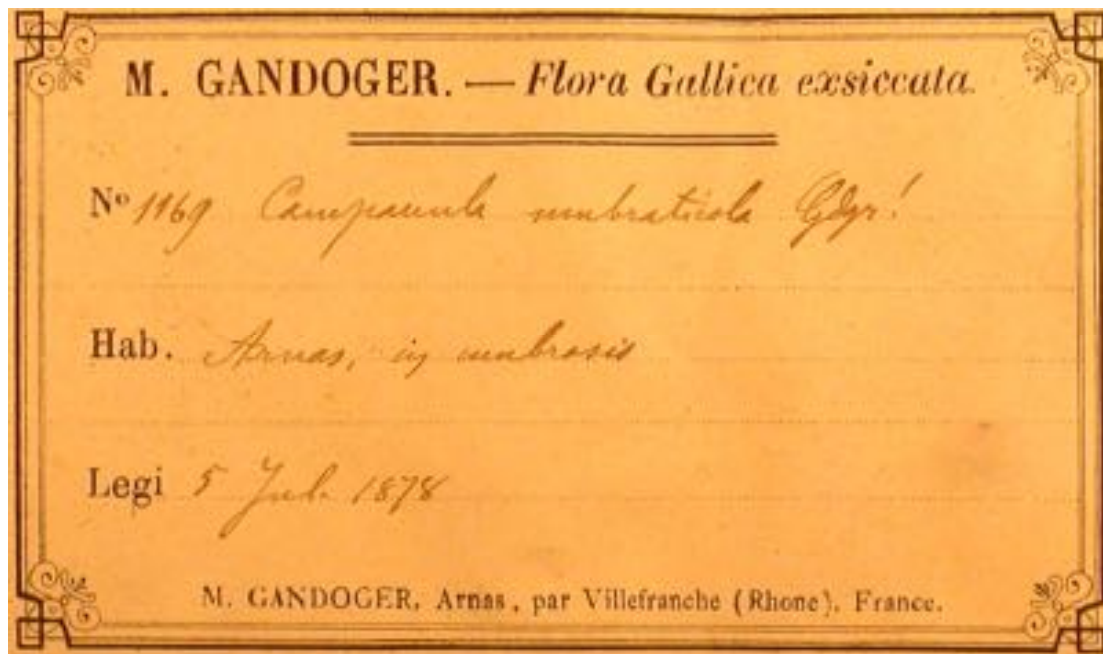 M. GANDOGER. — Flora Gallica exsiccata.
Nº 1169 Campanula umbraticola Gdgr!
Hab. Arnas, in umbrosis
Legi 5 Jul. 1878
M. GANDOGER, Arnas, par Villefranche (Rhone). France.